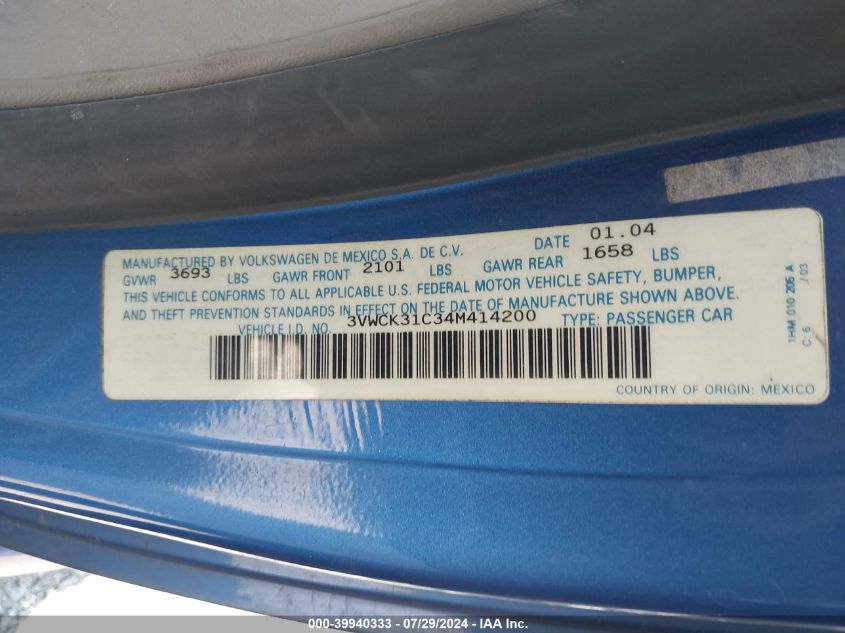 MANUFACTURED BY VOLKSWAGEN DE MEXICO S.A. DE C.V. DATE 01.04
GVWR 3693 LBS GAWR FRONT 2101 LBS GAWR REAR 1658 LBS
THIS VEHICLE CONFORMS TO ALL APPLICABLE U.S. FEDERAL MOTOR VEHICLE SAFETY, BUMPER,
AND THEFT PREVENTION STANDARDS IN EFFECT ON THE DATE OF MANUFACTURE SHOWN ABOVE.
VEHICLE I.D. NO. 3VWCK31C34M414200 TYPE: PASSENGER CAR
COUNTRY OF ORIGIN: MEXICO
1HM 010 205 A
C: 6 / 03
00-39940333 - 07/29/2024 - IAA Inc.